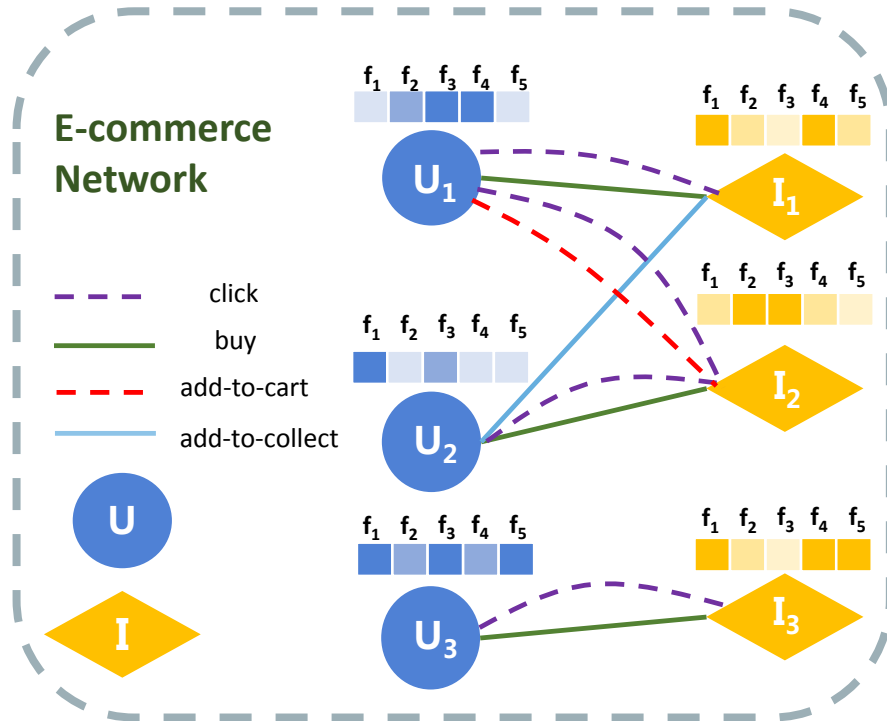 E-commerce
Network
click
buy
add-to-cart
add-to-collect
U
I
f₁ f₂ f₃ f₄ f₅
U₁
f₁ f₂ f₃ f₄ f₅
I₁
f₁ f₂ f₃ f₄ f₅
U₂
f₁ f₂ f₃ f₄ f₅
I₂
f₁ f₂ f₃ f₄ f₅
U₃
f₁ f₂ f₃ f₄ f₅
I₃